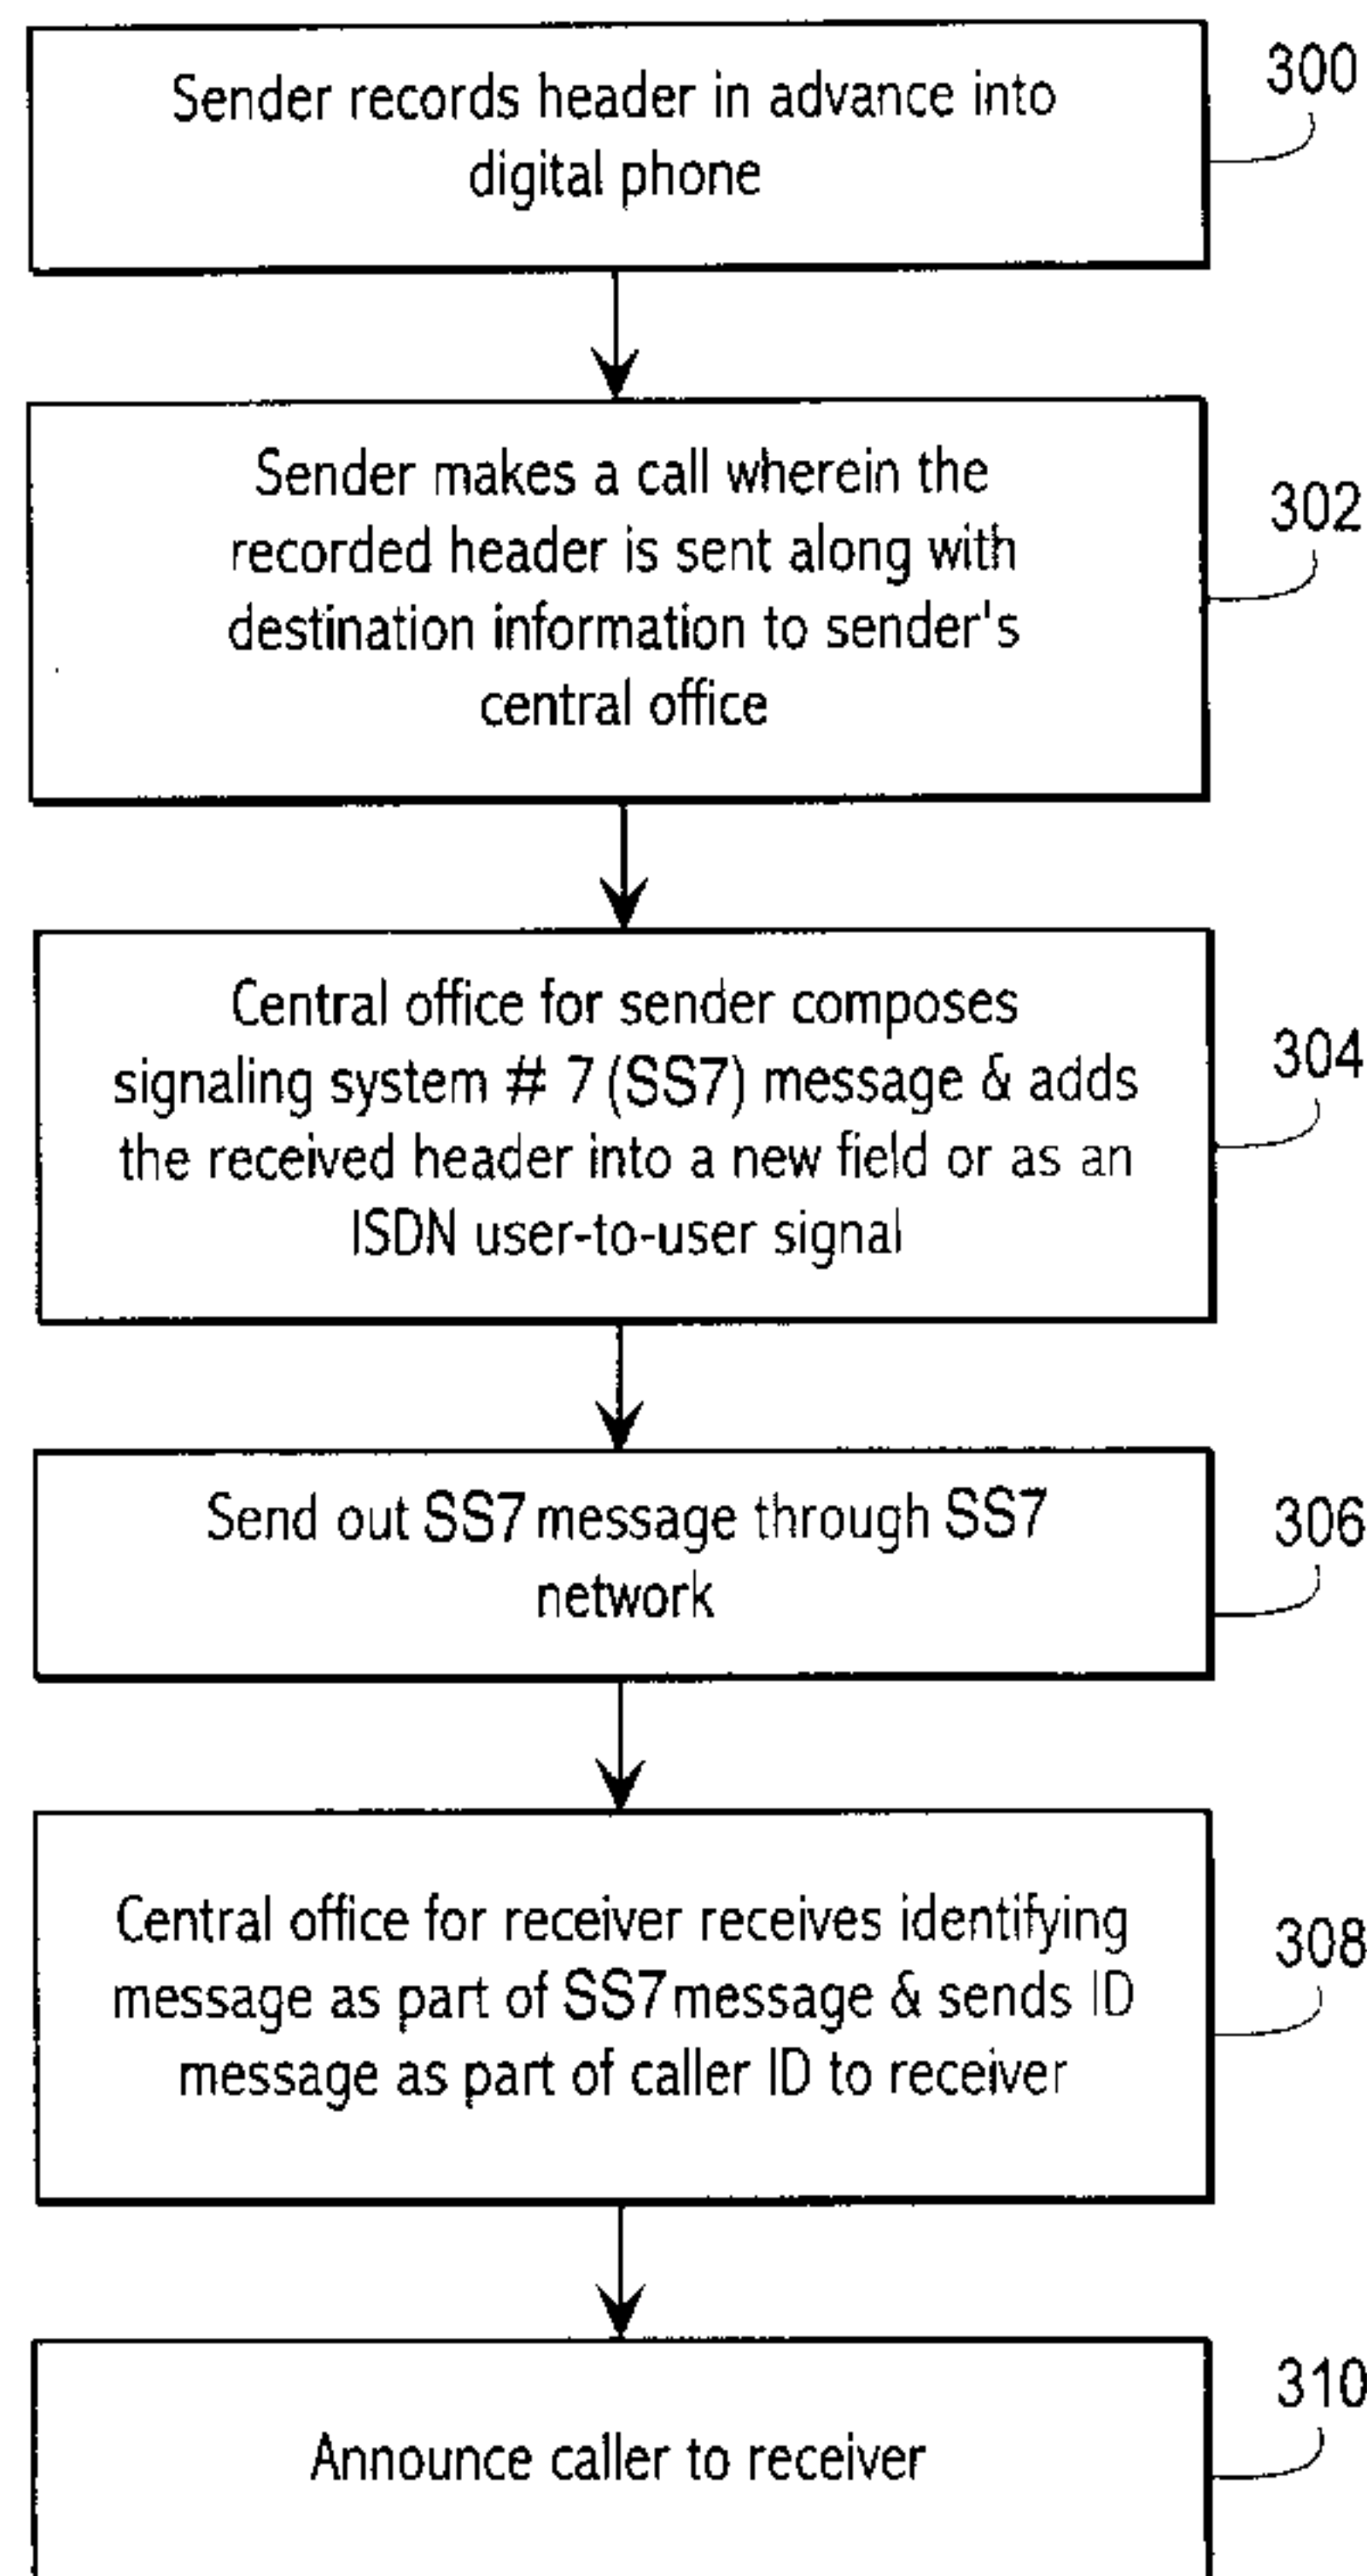 Sender records header in advance into
digital phone
300
Sender makes a call wherein the
recorded header is sent along with
destination information to sender's
central office
302
Central office for sender composes
signaling system # 7 (SS7) message & adds
the received header into a new field or as an
ISDN user-to-user signal
304
Send out SS7 message through SS7
network
306
Central office for receiver receives identifying
message as part of SS7 message & sends ID
message as part of caller ID to receiver
308
Announce caller to receiver
310